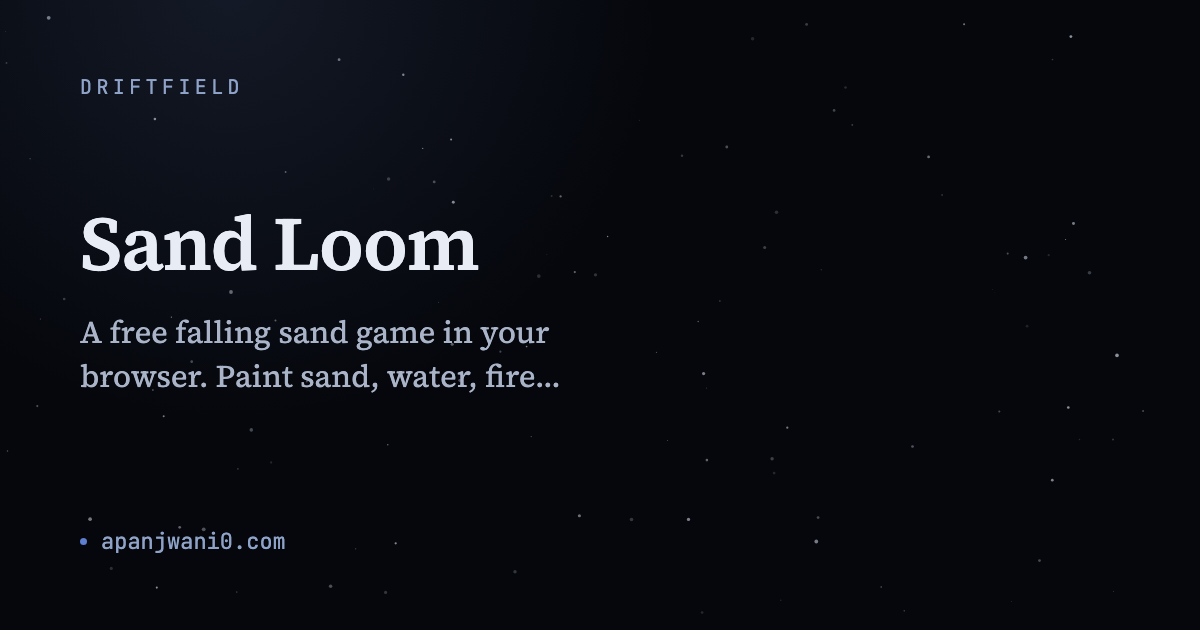 DRIFTFIELD
Sand Loom
A free falling sand game in your
browser. Paint sand, water, fire...
apanjwani0.com